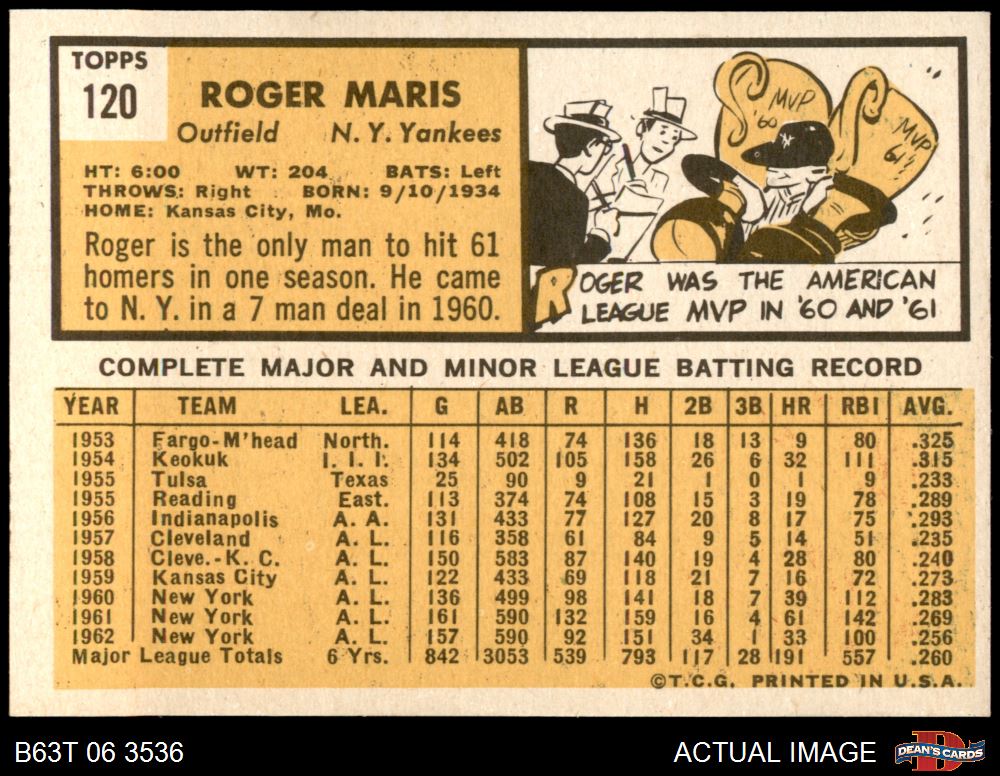 TOPPS
120
ROGER MARIS
Outfield N. Y. Yankees
HT: 6:00 WT: 204 BATS: Left
THROWS: Right BORN: 9/10/1934
HOME: Kansas City, Mo.
Roger is the only man to hit 61
homers in one season. He came
to N. Y. in a 7 man deal in 1960.
MVP
'60
MVP
61!
NY
ROGER WAS THE AMERICAN
LEAGUE MVP IN '60 AND '61
COMPLETE MAJOR AND MINOR LEAGUE BATTING RECORD
YEAR TEAM LEA. G AB R H 2B 3B HR RBI AVG.
1953 Fargo-M'head North. 114 418 74 136 18 13 9 80 .325
1954 Keokuk I. I. I. 134 502 105 158 26 6 32 111 .315
1955 Tulsa Texas 25 90 9 21 1 0 1 9 .233
1955 Reading East. 113 374 74 108 15 3 19 78 .289
1956 Indianapolis A. A. 131 433 77 127 20 8 17 75 .293
1957 Cleveland A. L. 116 358 61 84 9 5 14 51 .235
1958 Cleve.-K. C. A. L. 150 583 87 140 19 4 28 80 .240
1959 Kansas City A. L. 122 433 69 118 21 7 16 72 .273
1960 New York A. L. 136 499 98 141 18 7 39 112 .283
1961 New York A. L. 161 590 132 159 16 4 61 142 .269
1962 New York A. L. 157 590 92 151 34 1 33 100 .256
Major League Totals 6 Yrs. 842 3053 539 793 117 28 191 557 .260
©T.C.G. PRINTED IN U.S.A.
B63T 06 3536 ACTUAL IMAGE DEAN'S CARDS